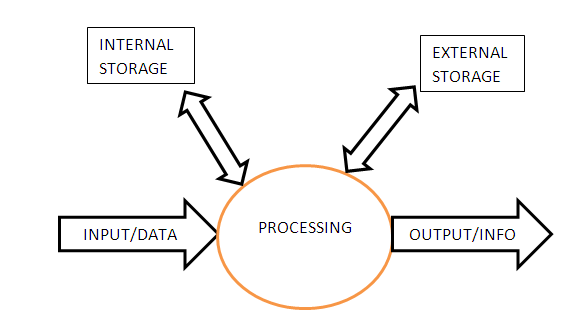 INTERNAL
STORAGE
EXTERNAL
STORAGE
PROCESSING
INPUT/DATA
OUTPUT/INFO